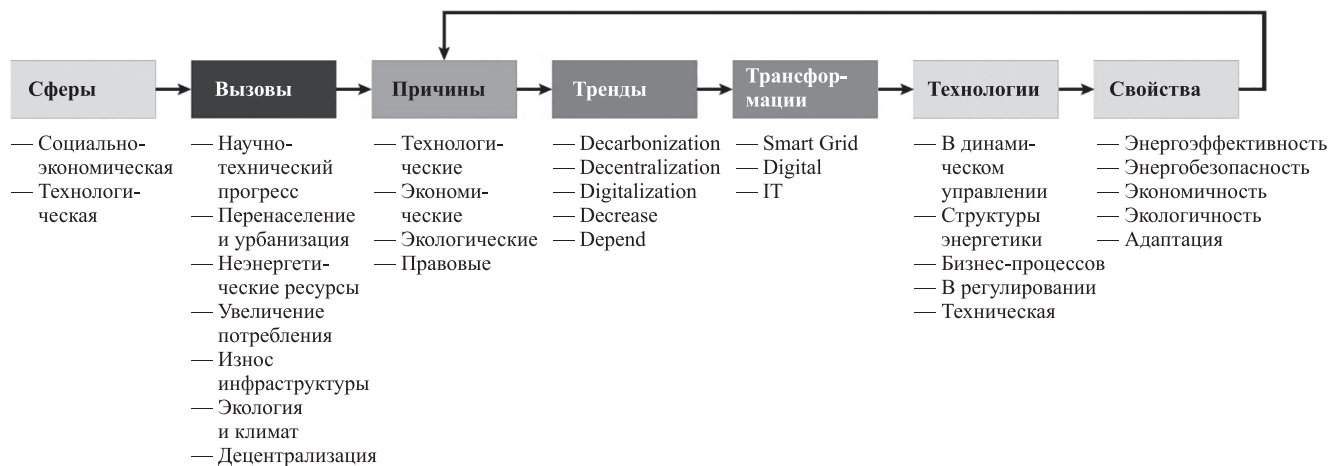 Сферы
— Социально-
экономическая
— Технологи-
ческая
Вызовы
— Научно-
технический
прогресс
— Перенаселение
и урбанизация
— Неэнергети-
ческие ресурсы
— Увеличение
потребления
— Износ
инфраструктуры
— Экология
и климат
— Децентрализация
Причины
— Технологи-
ческие
— Экономи-
ческие
— Экологические
— Правовые
Тренды
— Decarbonization
— Decentralization
— Digitalization
— Decrease
— Depend
Трансфор-
мации
— Smart Grid
— Digital
— IT
Технологии
— В динами-
ческом
управлении
— Структуры
энергетики
— Бизнес-процессов
— В регулировании
— Техническая
Свойства
— Энергоэффективность
— Энергобезопасность
— Экономичность
— Экологичность
— Адаптация